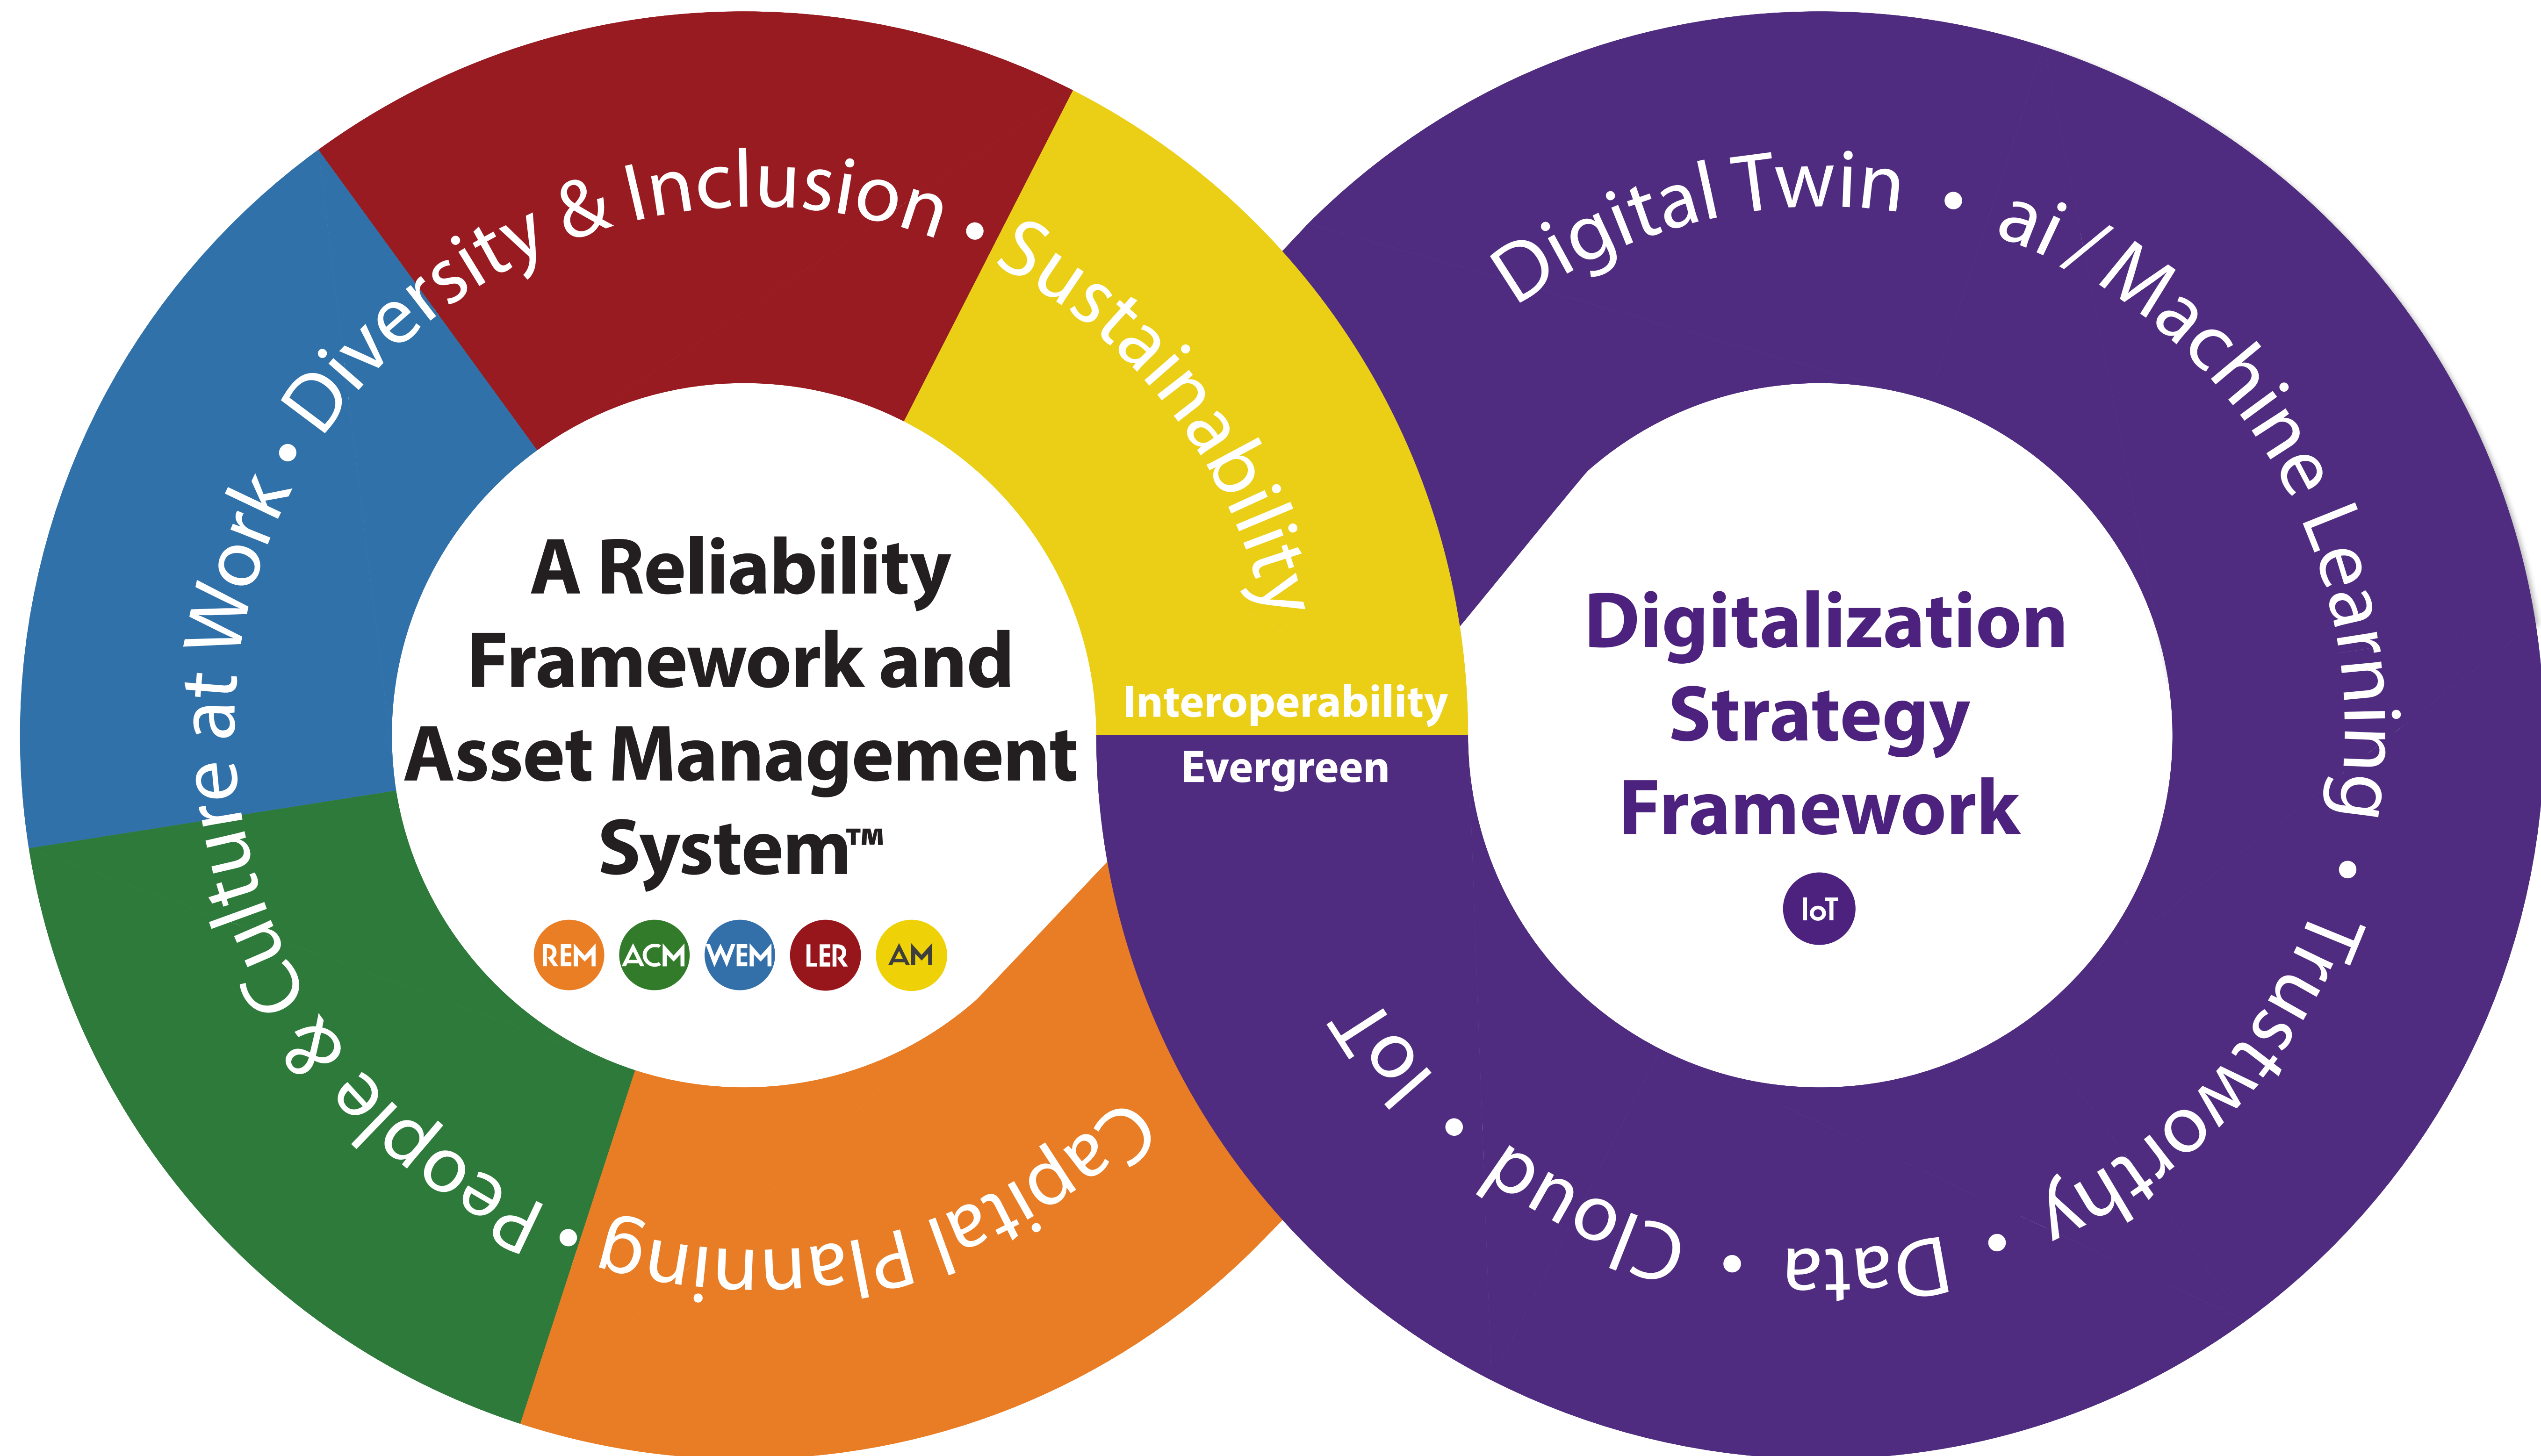 Capital Planning • People & Culture at Work • Diversity & Inclusion • Sustainability
A Reliability
Framework and
Asset Management
System™
REM ACM WEM LER AM
Interoperability
Evergreen
Digital Twin • ai / Machine Learning • Trustworthy • Data • Cloud • IoT
Digitalization
Strategy
Framework
IoT